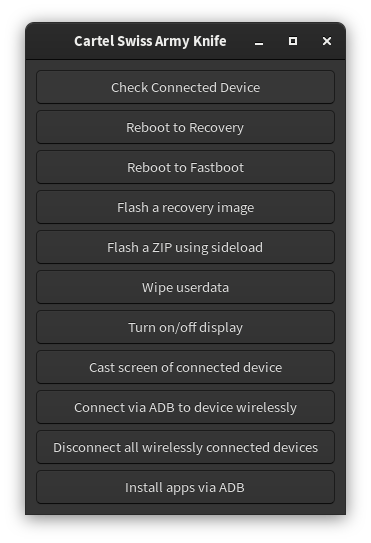 Cartel Swiss Army Knife
Check Connected Device
Reboot to Recovery
Reboot to Fastboot
Flash a recovery image
Flash a ZIP using sideload
Wipe userdata
Turn on/off display
Cast screen of connected device
Connect via ADB to device wirelessly
Disconnect all wirelessly connected devices
Install apps via ADB